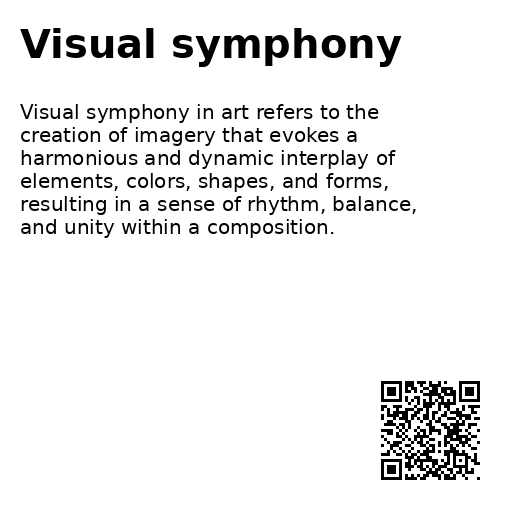 Visual symphony
Visual symphony in art refers to the
creation of imagery that evokes a
harmonious and dynamic interplay of
elements, colors, shapes, and forms,
resulting in a sense of rhythm, balance,
and unity within a composition.